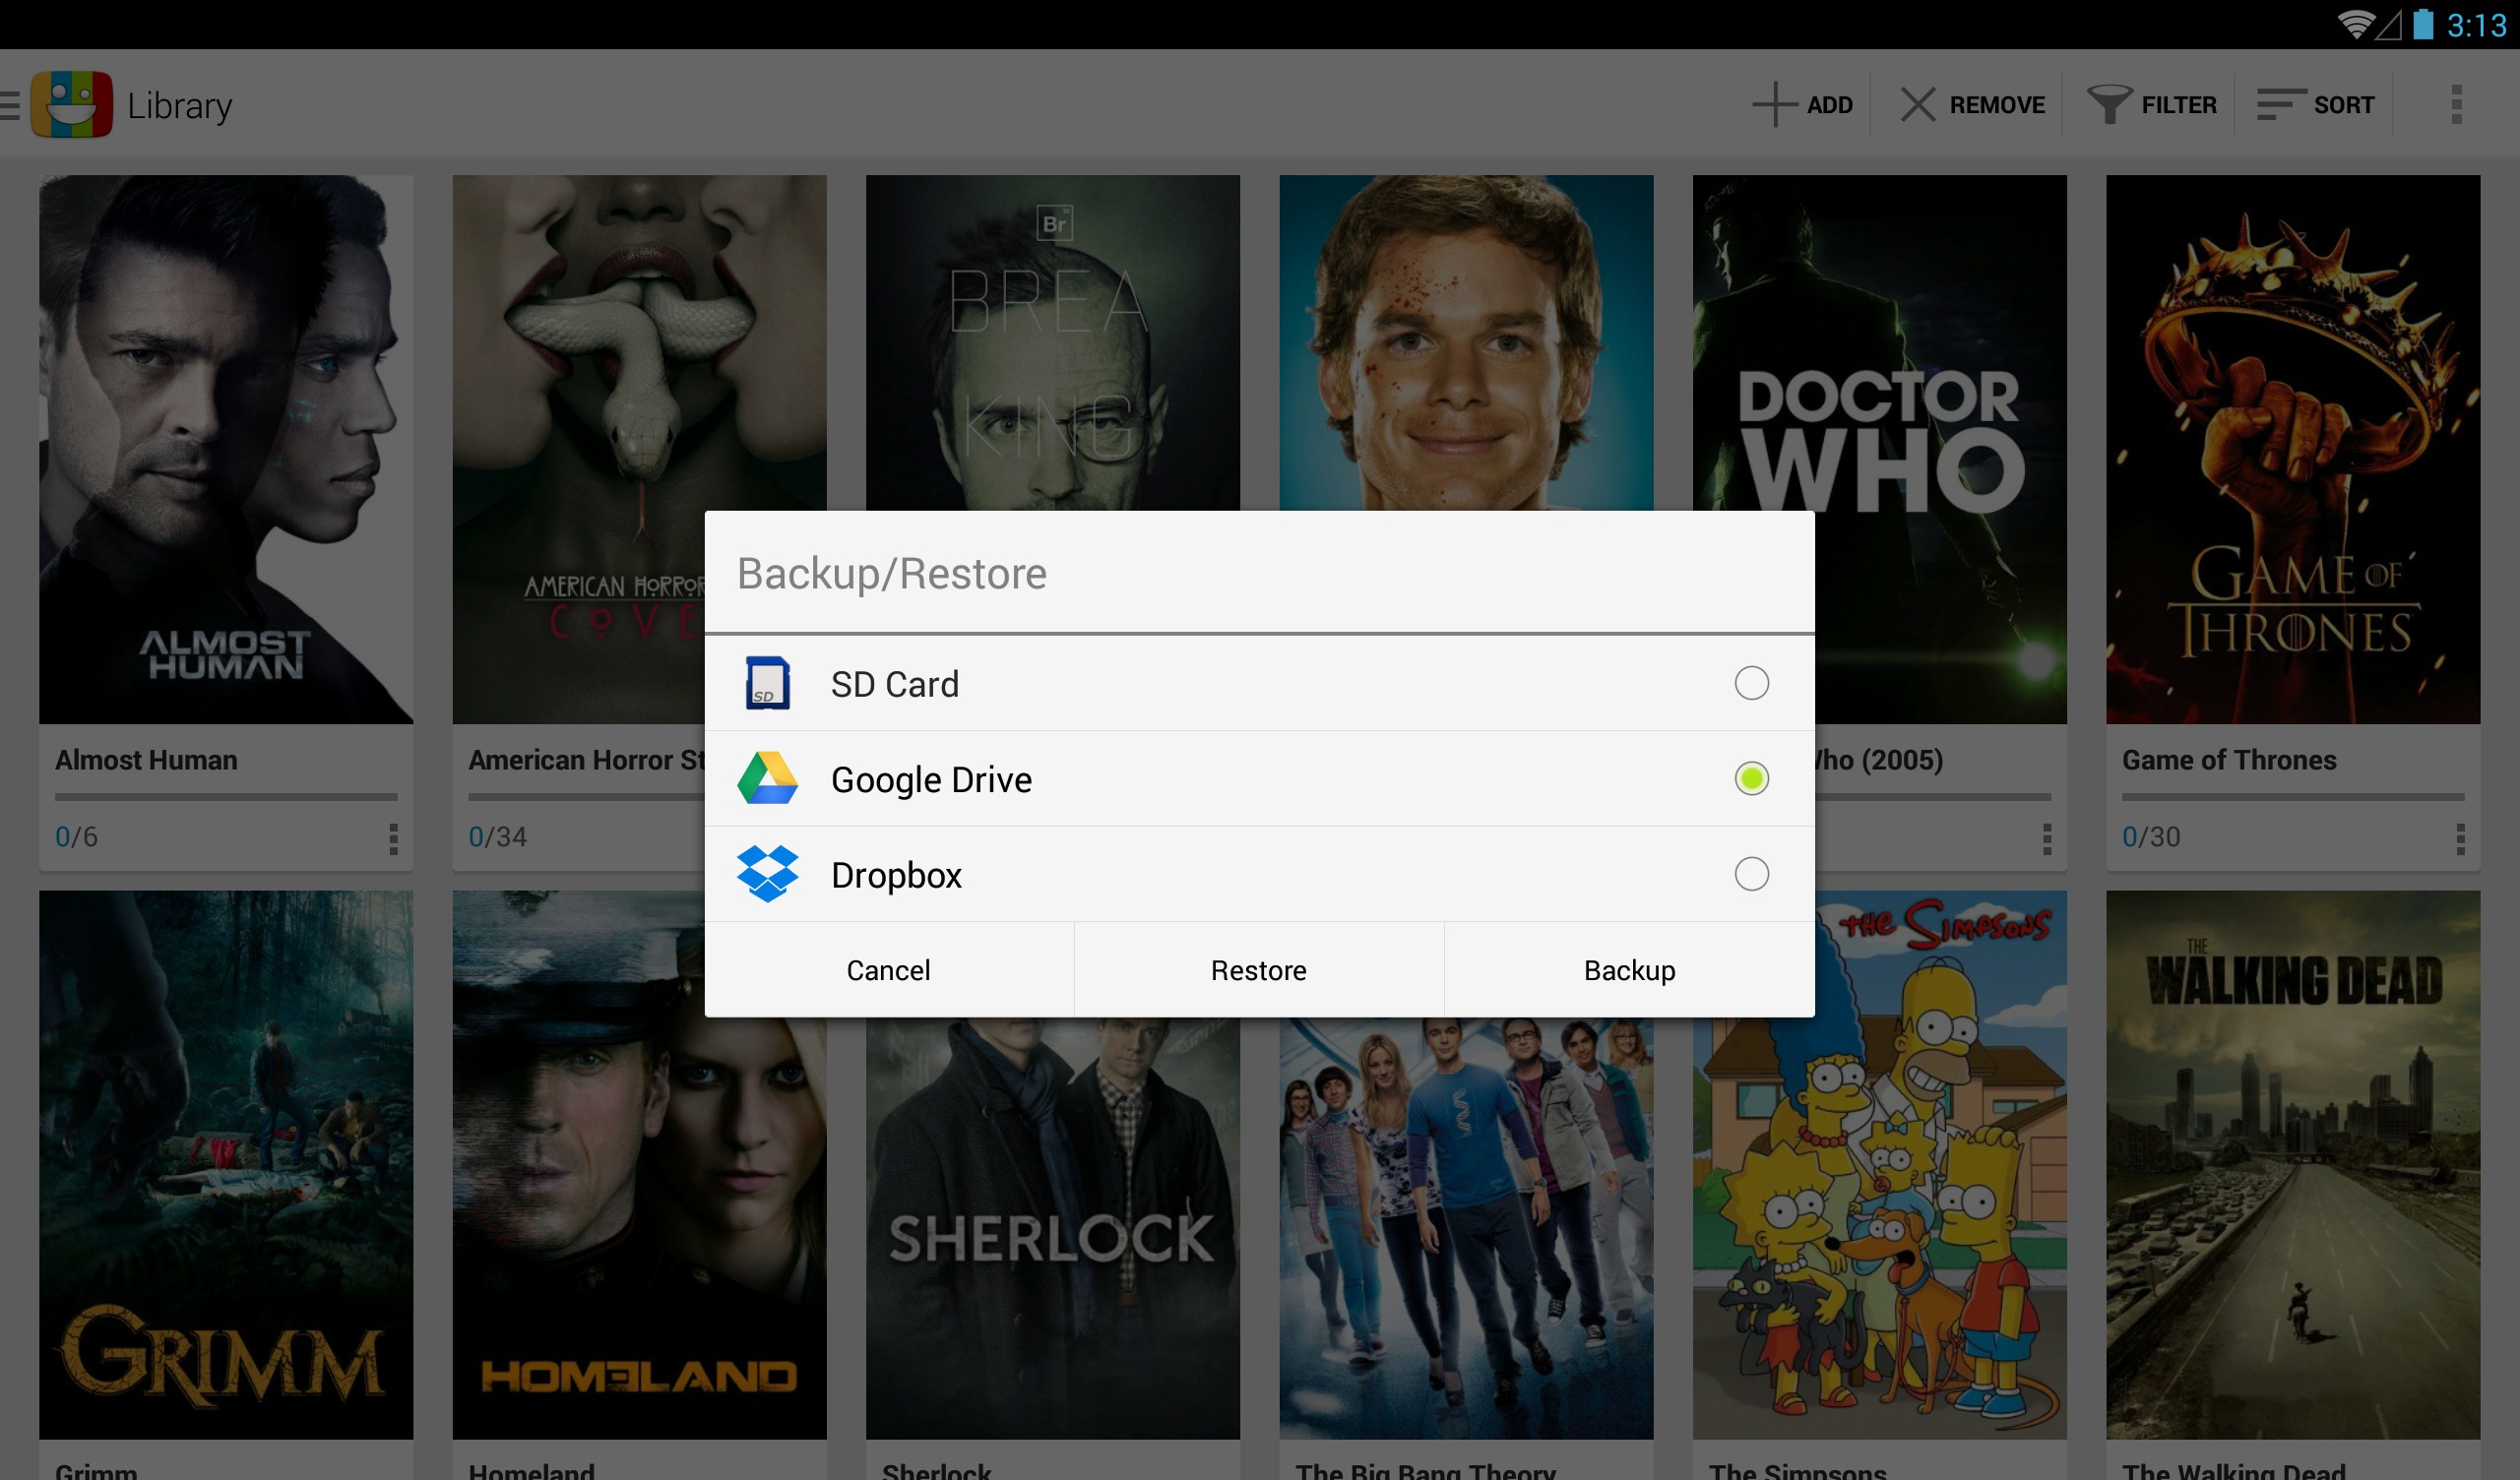 3:13
Library
ADD
REMOVE
FILTER
SORT
Br
BREA
KING
DOCTOR
WHO
GAME OF
THRONES
AMERICAN HORROR
COVE
ALMOST
HUMAN
Backup/Restore
SD
SD Card
Google Drive
Dropbox
Cancel
Restore
Backup
Almost Human
American Horror St
Who (2005)
Game of Thrones
0/6
0/34
0/30
THE SIMPSONS
THE
WALKING DEAD
SHERLOCK
GRIMM
HOMELAND
Grimm
Homeland
Sherlock
The Big Bang Theory
The Simpsons
The Walking Dead